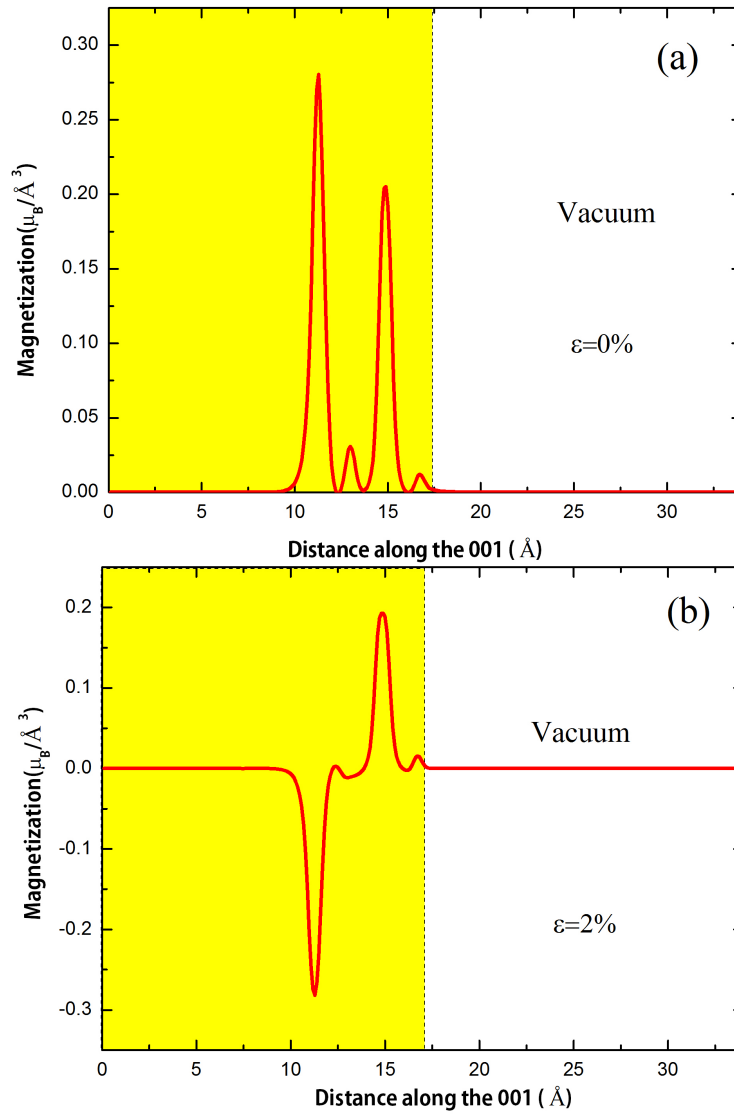 (a)
0.30
0.25
0.20
0.15
0.10
0.05
0.00
Magnetization(μB/Å³)
Vacuum
ε=0%
0 5 10 15 20 25 30
Distance along the 001 ( Å)
(b)
0.2
0.1
0.0
-0.1
-0.2
-0.3
Magnetization(μB/Å³)
Vacuum
ε=2%
0 5 10 15 20 25 30
Distance along the 001 ( Å)